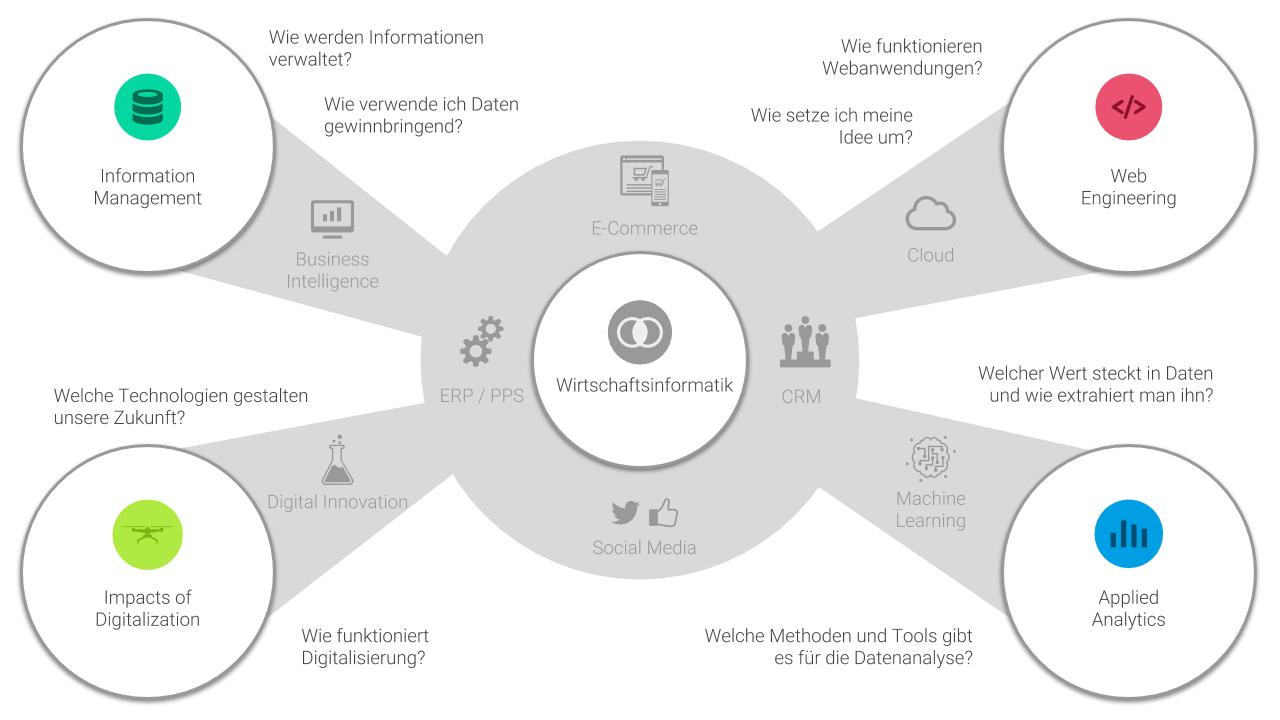 Wie werden Informationen
verwaltet?
Wie verwende ich Daten
gewinnbringend?
Information
Management
Business
Intelligence
Wie funktionieren
Webanwendungen?
Wie setze ich meine
Idee um?
Web
Engineering
Cloud
E-Commerce
ERP / PPS
Wirtschaftsinformatik
CRM
Social Media
Welche Technologien gestalten
unsere Zukunft?
Digital Innovation
Impacts of
Digitalization
Wie funktioniert
Digitalisierung?
Welcher Wert steckt in Daten
und wie extrahiert man ihn?
Machine
Learning
Applied
Analytics
Welche Methoden und Tools gibt
es für die Datenanalyse?